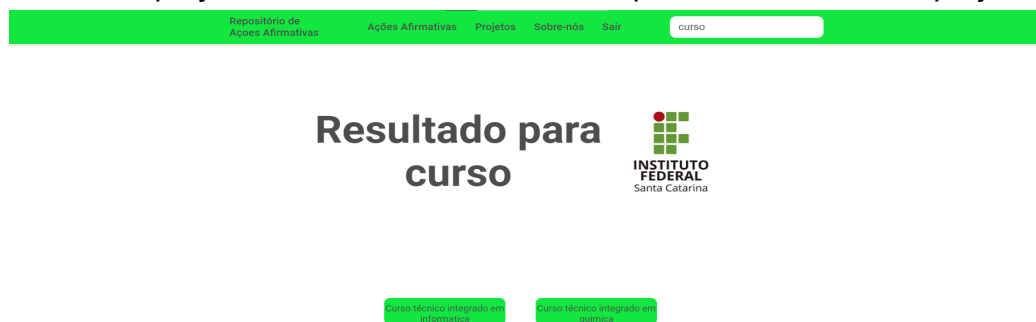 Repositório de
Açoes Afirmativas
Ações Afirmativas Projetos Sobre-nós Sair curso
Resultado para
curso
INSTITUTO
FEDERAL
Santa Catarina
Curso técnico integrado em
informatica
Curso técnico integrado em
quimica